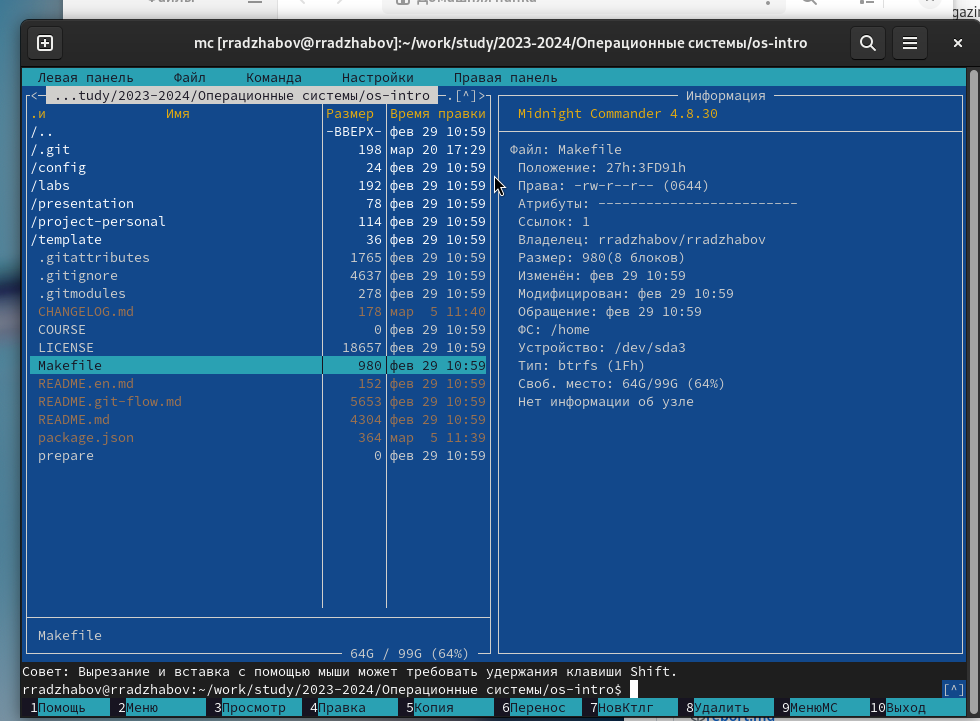 Файлы
Домашняя папка
gazin
mc [rradzhabov@rradzhabov]:~/work/study/2023-2024/Операционные системы/os-intro
Левая панель Файл Команда Настройки Правая панель
<─ ...tudy/2023-2024/Операционные системы/os-intro ─.[^]>
.и Имя Размер Время правки
/.. -ВВЕРХ- фев 29 10:59
/.git 198 мар 20 17:29
/config 24 фев 29 10:59
/labs 192 фев 29 10:59
/presentation 78 фев 29 10:59
/project-personal 114 фев 29 10:59
/template 36 фев 29 10:59
.gitattributes 1765 фев 29 10:59
.gitignore 4637 фев 29 10:59
.gitmodules 278 фев 29 10:59
CHANGELOG.md 178 мар 5 11:40
COURSE 0 фев 29 10:59
LICENSE 18657 фев 29 10:59
Makefile 980 фев 29 10:59
README.en.md 152 фев 29 10:59
README.git-flow.md 5653 фев 29 10:59
README.md 4304 фев 29 10:59
package.json 364 мар 5 11:39
prepare 0 фев 29 10:59
Makefile
64G / 99G (64%)
Информация
Midnight Commander 4.8.30
Файл: Makefile
Положение: 27h:3FD91h
Права: -rw-r--r-- (0644)
Атрибуты: -------------------------
Ссылок: 1
Владелец: rradzhabov/rradzhabov
Размер: 980(8 блоков)
Изменён: фев 29 10:59
Модифицирован: фев 29 10:59
Обращение: фев 29 10:59
ФС: /home
Устройство: /dev/sda3
Тип: btrfs (1Fh)
Своб. место: 64G/99G (64%)
Нет информации об узле
Совет: Вырезание и вставка с помощью мыши может требовать удержания клавиши Shift.
rradzhabov@rradzhabov:~/work/study/2023-2024/Операционные системы/os-intro$ [^]
1Помощь 2Меню 3Просмотр 4Правка 5Копия 6Перенос 7НовКтлг 8Удалить 9МенюМС 10Выход
report.md